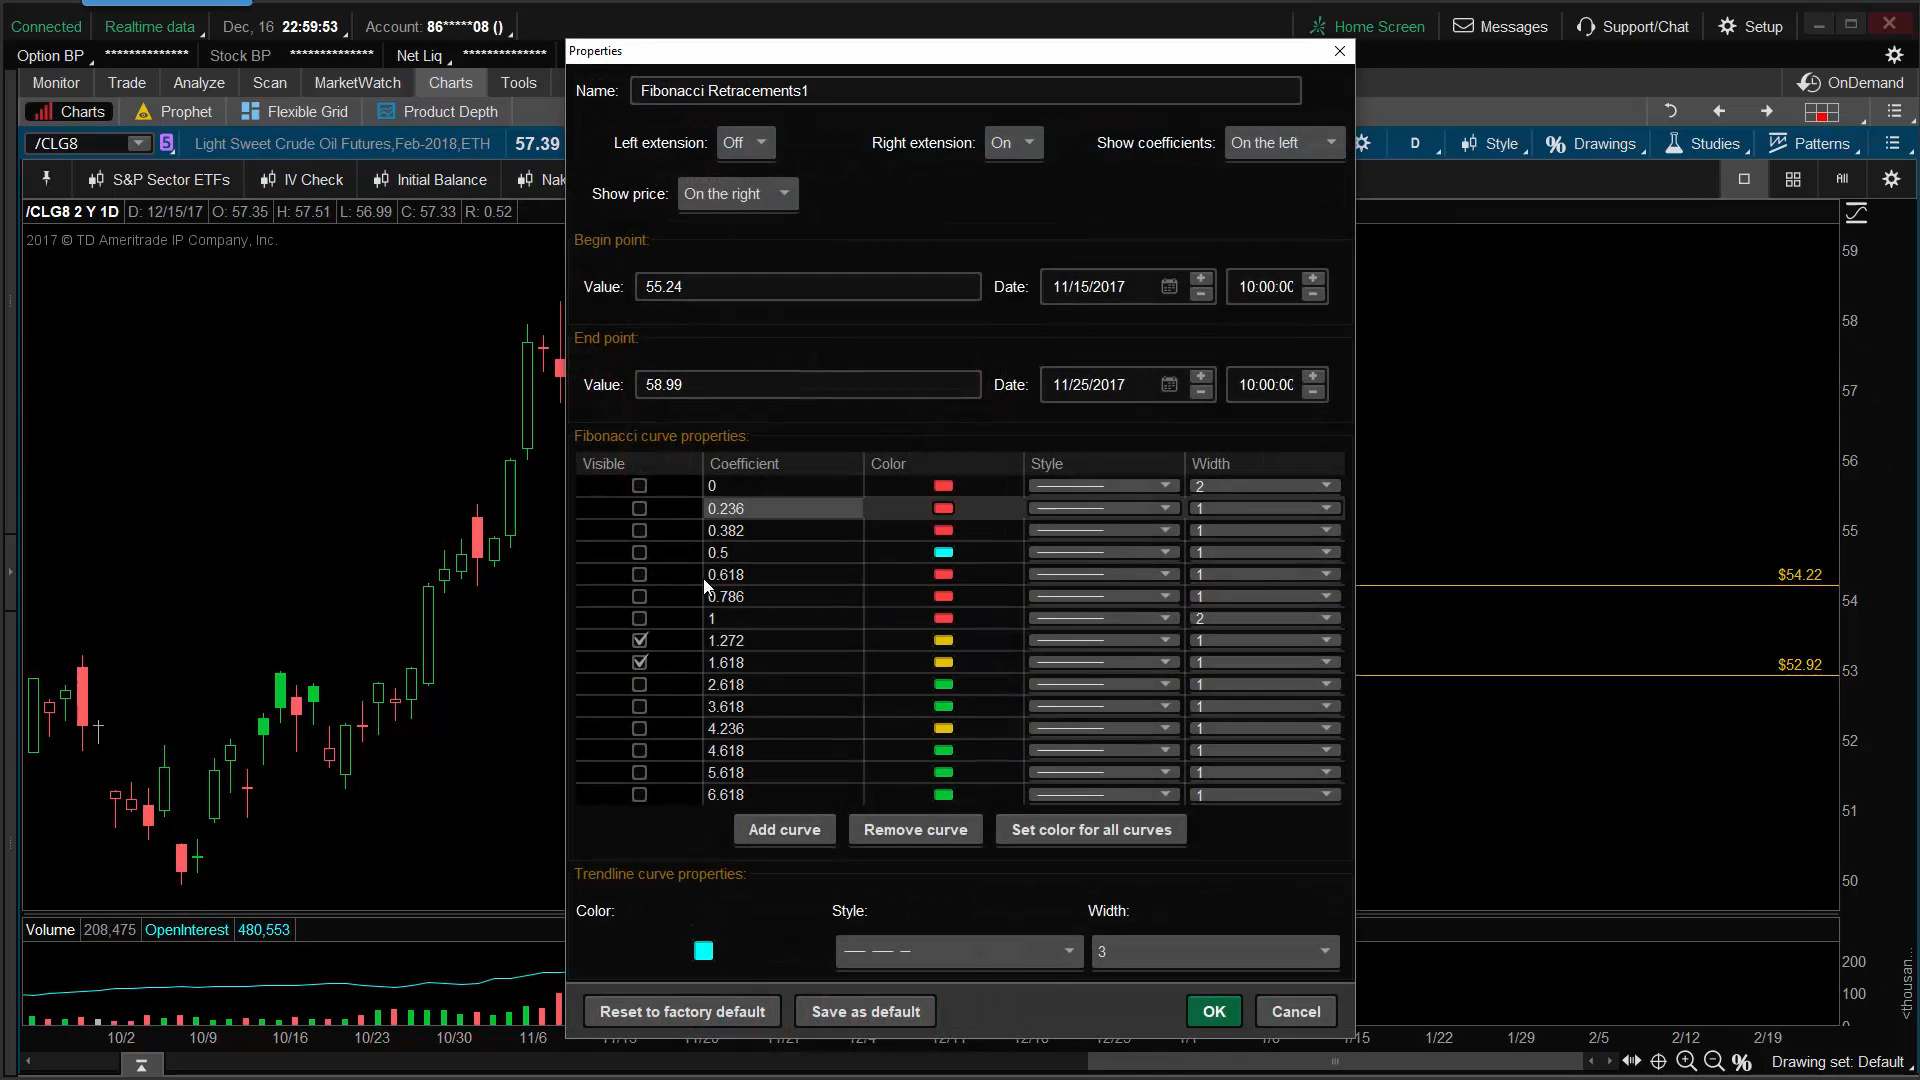 Connected Realtime data Dec, 16 22:59:53 Account: 86*****08 () Home Screen Messages Support/Chat Setup
Option BP ************** Stock BP ************** Net Liq **************
Properties
Monitor Trade Analyze Scan MarketWatch Charts Tools OnDemand
Name: Fibonacci Retracements1
Charts Prophet Flexible Grid Product Depth
/CLG8 5 Light Sweet Crude Oil Futures,Feb-2018,ETH 57.39 D Style Drawings Studies Patterns
Left extension: Off Right extension: On Show coefficients: On the left
S&P Sector ETFs IV Check Initial Balance Nak All
Show price: On the right
/CLG8 2 Y 1D D: 12/15/17 O: 57.35 H: 57.51 L: 56.99 C: 57.33 R: 0.52
2017 © TD Ameritrade IP Company, Inc.
Begin point:
Value: 55.24 Date: 11/15/2017 10:00:00
End point:
Value: 58.99 Date: 11/25/2017 10:00:00
Fibonacci curve properties:
Visible Coefficient Color Style Width
0 2
0.236 1
0.382 1
0.5 1
0.618 1
0.786 1
1 2
1.272 1
1.618 1
2.618 1
3.618 1
4.236 1
4.618 1
5.618 1
6.618 1
Add curve Remove curve Set color for all curves
Trendline curve properties:
Color: Style: Width:
3
Reset to factory default Save as default OK Cancel
59
58
57
56
55
$54.22
54
$52.92
53
52
51
50
Volume 208,475 OpenInterest 480,553
200
100
<thousan...
10/2 10/9 10/16 10/23 10/30 11/6 1/22 1/29 2/5 2/12 2/19
Drawing set: Default